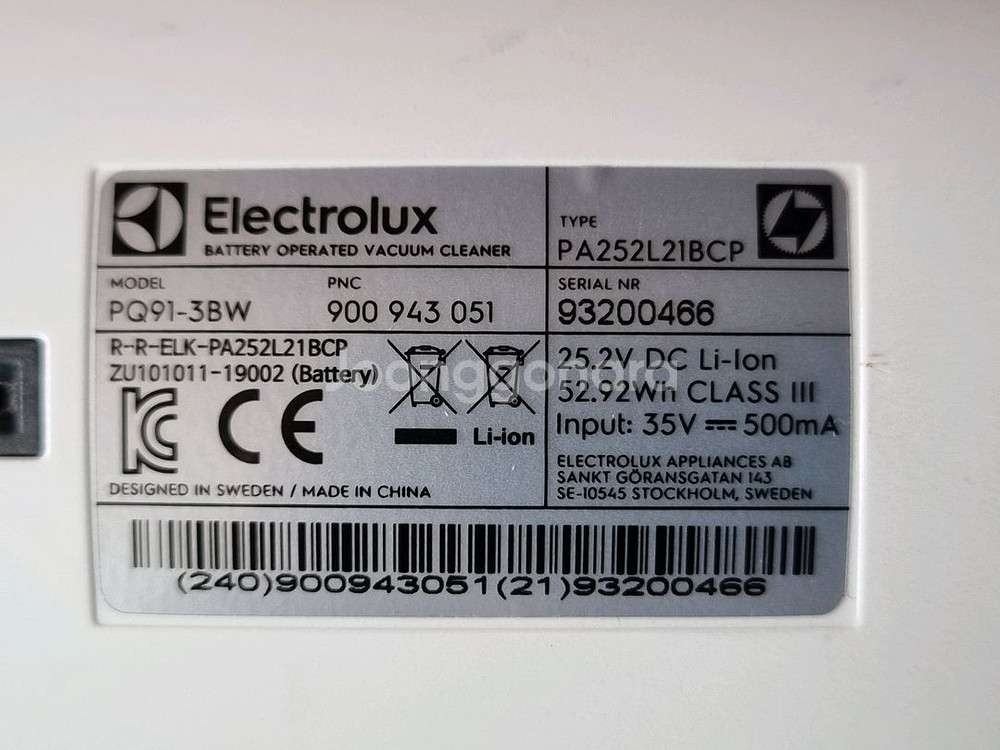 Electrolux
BATTERY OPERATED VACUUM CLEANER
TYPE
PA252L21BCP
MODEL
PQ91-3BW
PNC
900 943 051
SERIAL NR
93200466
R-R-ELK-PA252L21BCP
ZU101011-19002 (Battery)
CE
Li-ion
DESIGNED IN SWEDEN / MADE IN CHINA
25.2V DC Li-Ion
52.92Wh CLASS III
Input: 35V ⎓ 500mA
ELECTROLUX APPLIANCES AB
SANKT GÖRANSGATAN 143
SE-10545 STOCKHOLM, SWEDEN
(240)900943051(21)93200466